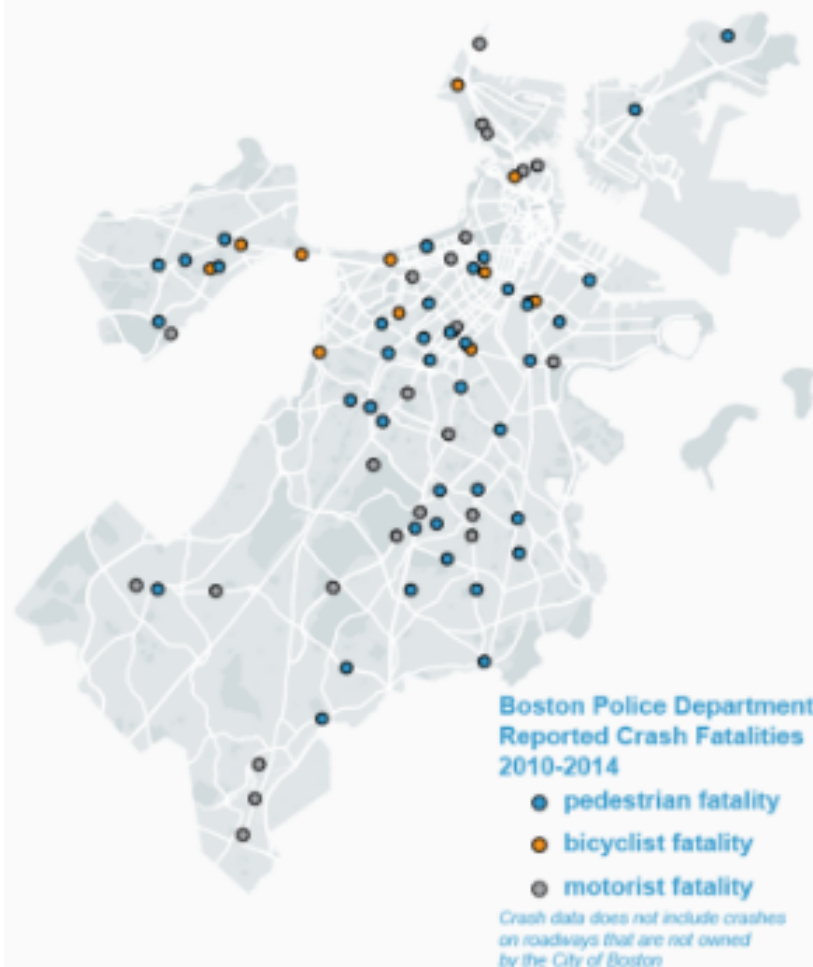 Boston Police Department
Reported Crash Fatalities
2010-2014
pedestrian fatality
bicyclist fatality
motorist fatality
Crash data does not include crashes
on roadways that are not owned
by the City of Boston